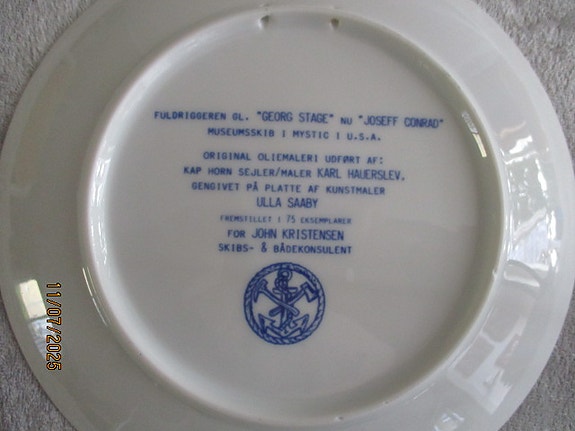 FULDRIGGEREN GL. "GEORG STAGE" NU "JOSEFF CONRAD"
MUSEUMSSKIB I MYSTIC I U.S.A.
ORIGINAL OLIEMALERI UDFØRT AF:
KAP HORN SEJLER/MALER KARL HAUERSLEV.
GENGIVET PÅ PLATTE AF KUNSTMALER
ULLA SAABY
FREMSTILLET I 75 EKSEMPLARER
FOR JOHN KRISTENSEN
SKIBS- & BÅDEKONSULENT
11/07/2025